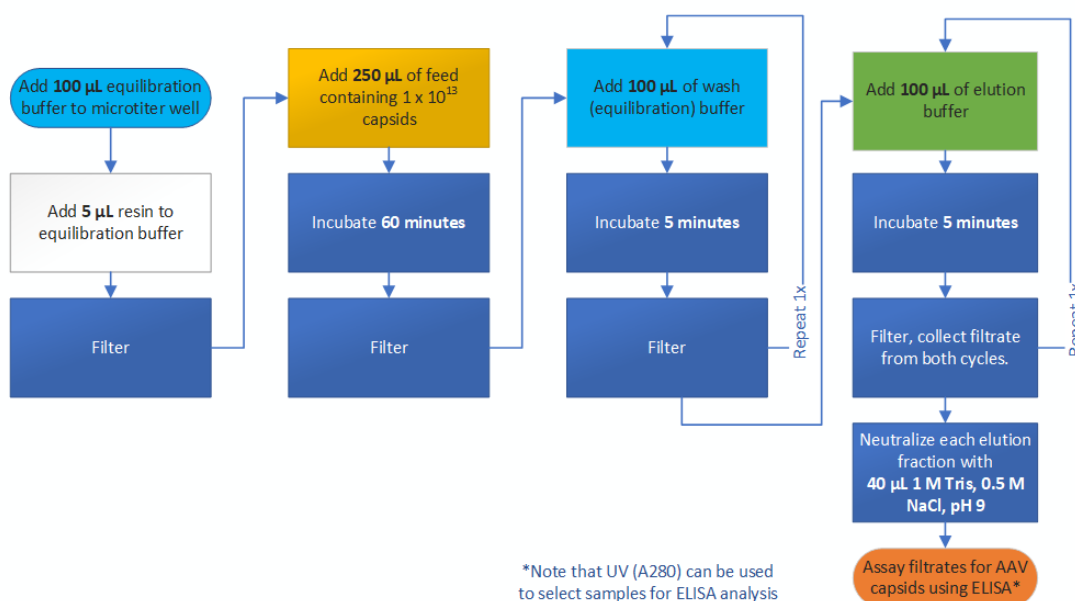 Add 100 µL equilibration
buffer to microtiter well
Add 5 µL resin to
equilibration buffer
Filter
Add 250 µL of feed
containing 1 x 10¹³
capsids
Incubate 60 minutes
Filter
Add 100 µL of wash
(equilibration) buffer
Incubate 5 minutes
Filter
Repeat 1x
Add 100 µL of elution
buffer
Incubate 5 minutes
Filter, collect filtrate
from both cycles.
Repeat 1x
Neutralize each elution
fraction with
40 µL 1 M Tris, 0.5 M
NaCl, pH 9
Assay filtrates for AAV
capsids using ELISA*
*Note that UV (A280) can be used
to select samples for ELISA analysis